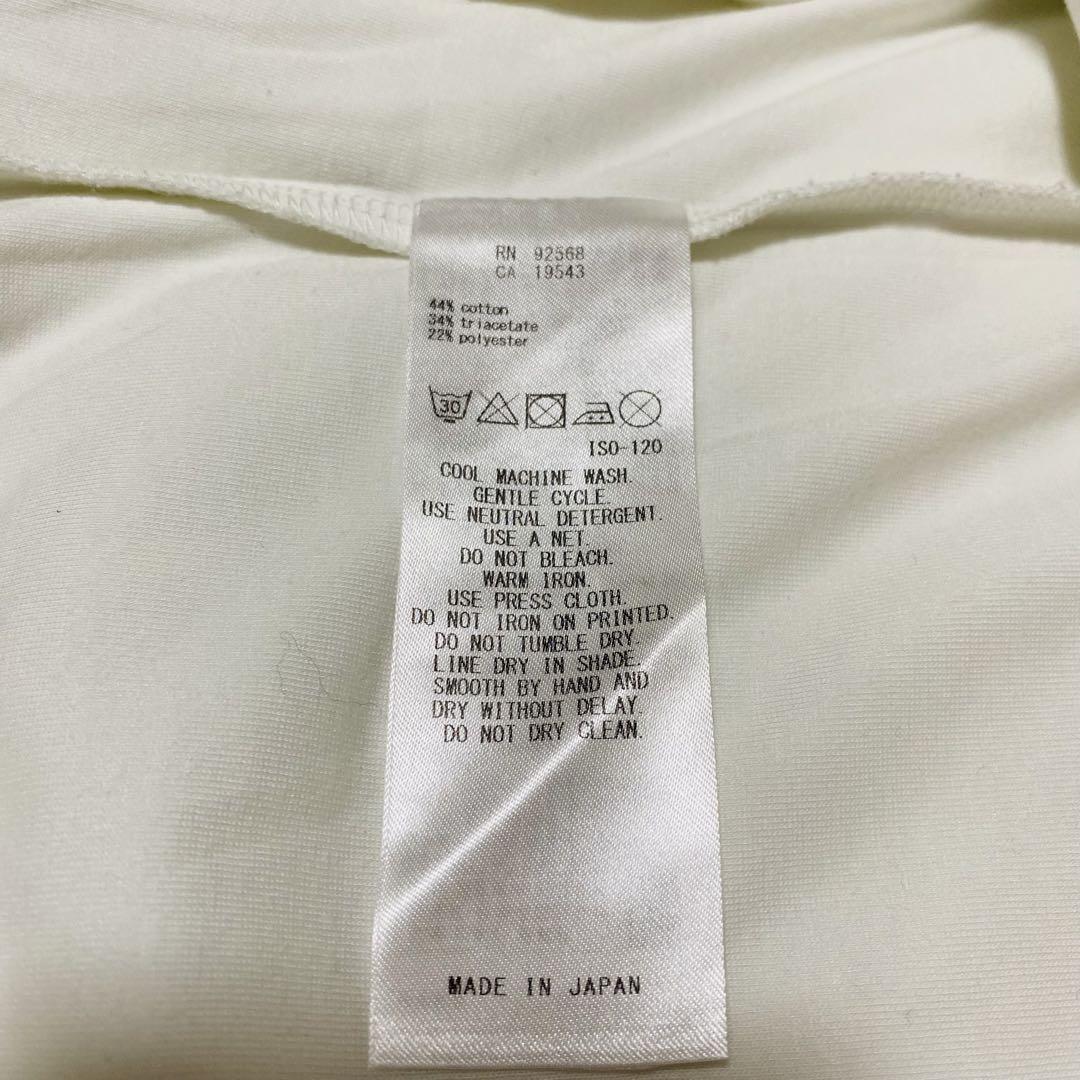 RN 92568
CA 19543
44% cotton
34% triacetate
22% polyester
30
ISO-120
COOL MACHINE WASH.
GENTLE CYCLE.
USE NEUTRAL DETERGENT.
USE A NET.
DO NOT BLEACH.
WARM IRON.
USE PRESS CLOTH.
DO NOT IRON ON PRINTED.
DO NOT TUMBLE DRY.
LINE DRY IN SHADE.
SMOOTH BY HAND AND
DRY WITHOUT DELAY.
DO NOT DRY CLEAN.
MADE IN JAPAN